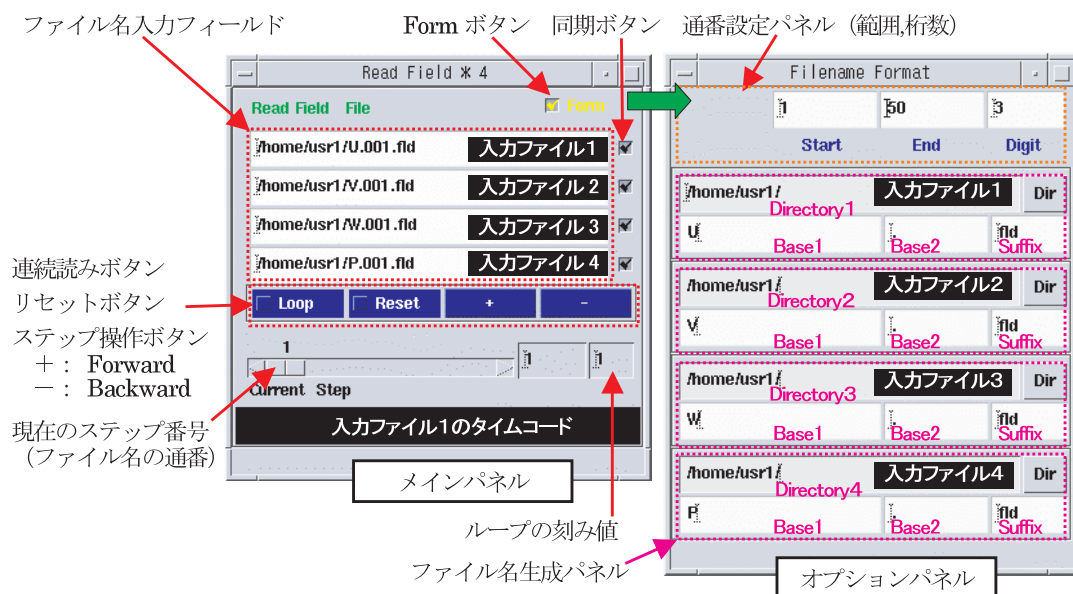 ファイル名入力フィールド
Form ボタン
同期ボタン
通番設定パネル (範囲,桁数)
Read Field * 4
Read Field File
Form
/home/usr1/U.001.fld
入力ファイル1
/home/usr1/V.001.fld
入力ファイル 2
/home/usr1/W.001.fld
入力ファイル 3
/home/usr1/P.001.fld
入力ファイル 4
連続読みボタン
リセットボタン
ステップ操作ボタン
+ : Forward
- : Backward
Loop
Reset
+
-
1
1
1
Current Step
現在のステップ番号
(ファイル名の通番)
入力ファイル1のタイムコード
メインパネル
ループの刻み値
ファイル名生成パネル
Filename Format
1
50
3
Start
End
Digit
/home/usr1/
入力ファイル1
Dir
Directory1
U
.
fld
Base1
Base2
Suffix
/home/usr1/
入力ファイル2
Dir
Directory2
V
.
fld
Base1
Base2
Suffix
/home/usr1/
入力ファイル3
Dir
Directory3
W
.
fld
Base1
Base2
Suffix
/home/usr1/
入力ファイル4
Dir
Directory4
P
.
fld
Base1
Base2
Suffix
オプションパネル